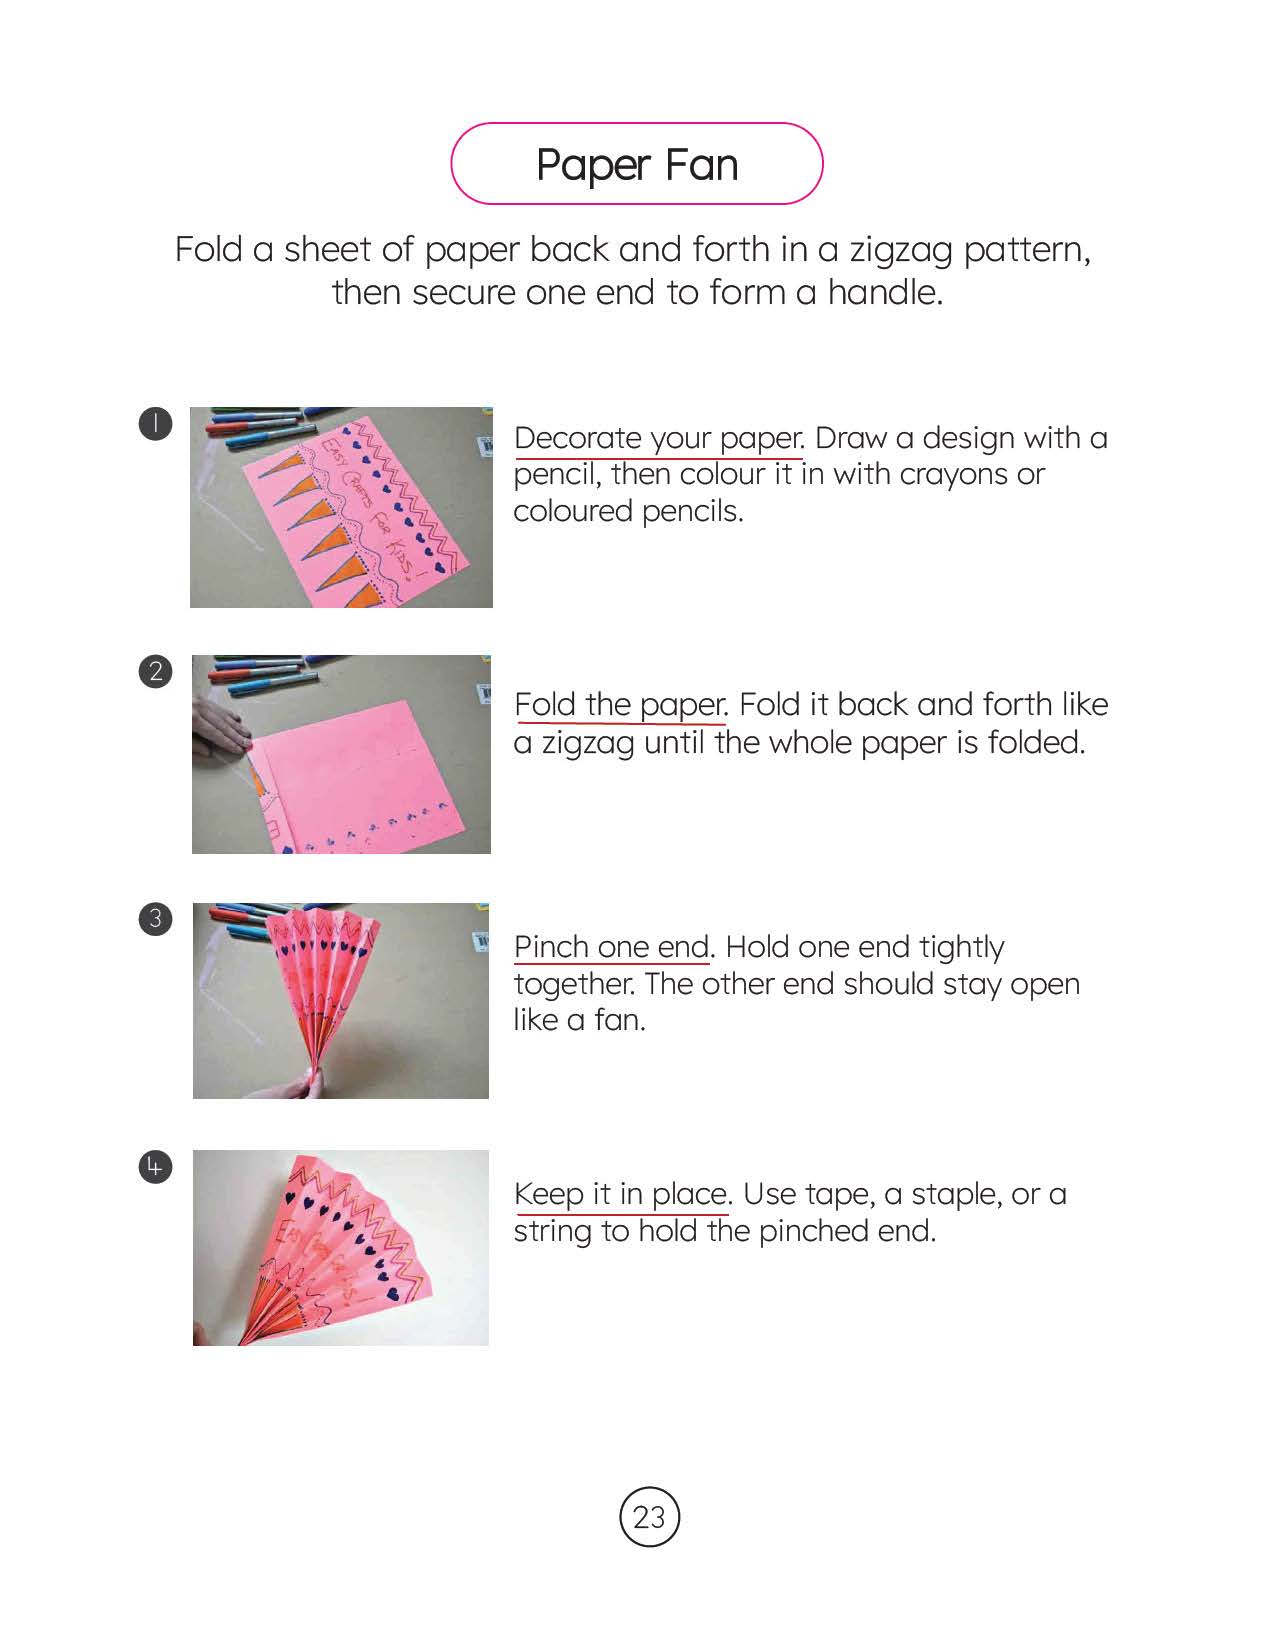 Paper Fan
Fold a sheet of paper back and forth in a zigzag pattern,
then secure one end to form a handle.
1
EASY CRAFTS FOR KIDS!
Decorate your paper. Draw a design with a
pencil, then colour it in with crayons or
coloured pencils.
2
Fold the paper. Fold it back and forth like
a zigzag until the whole paper is folded.
3
Pinch one end. Hold one end tightly
together. The other end should stay open
like a fan.
4
Keep it in place. Use tape, a staple, or a
string to hold the pinched end.
23